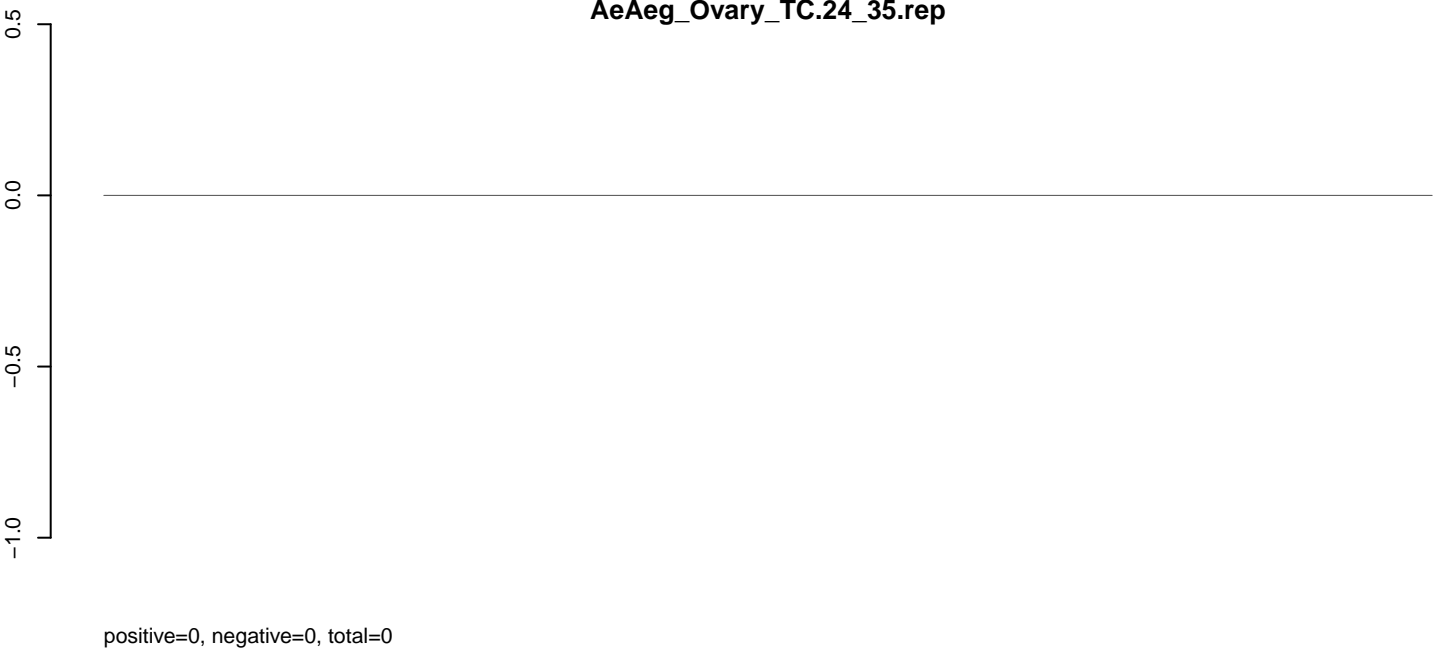 AeAeg_Ovary_TC.24_35.rep
0.5
0.0
−0.5
−1.0
positive=0, negative=0, total=0